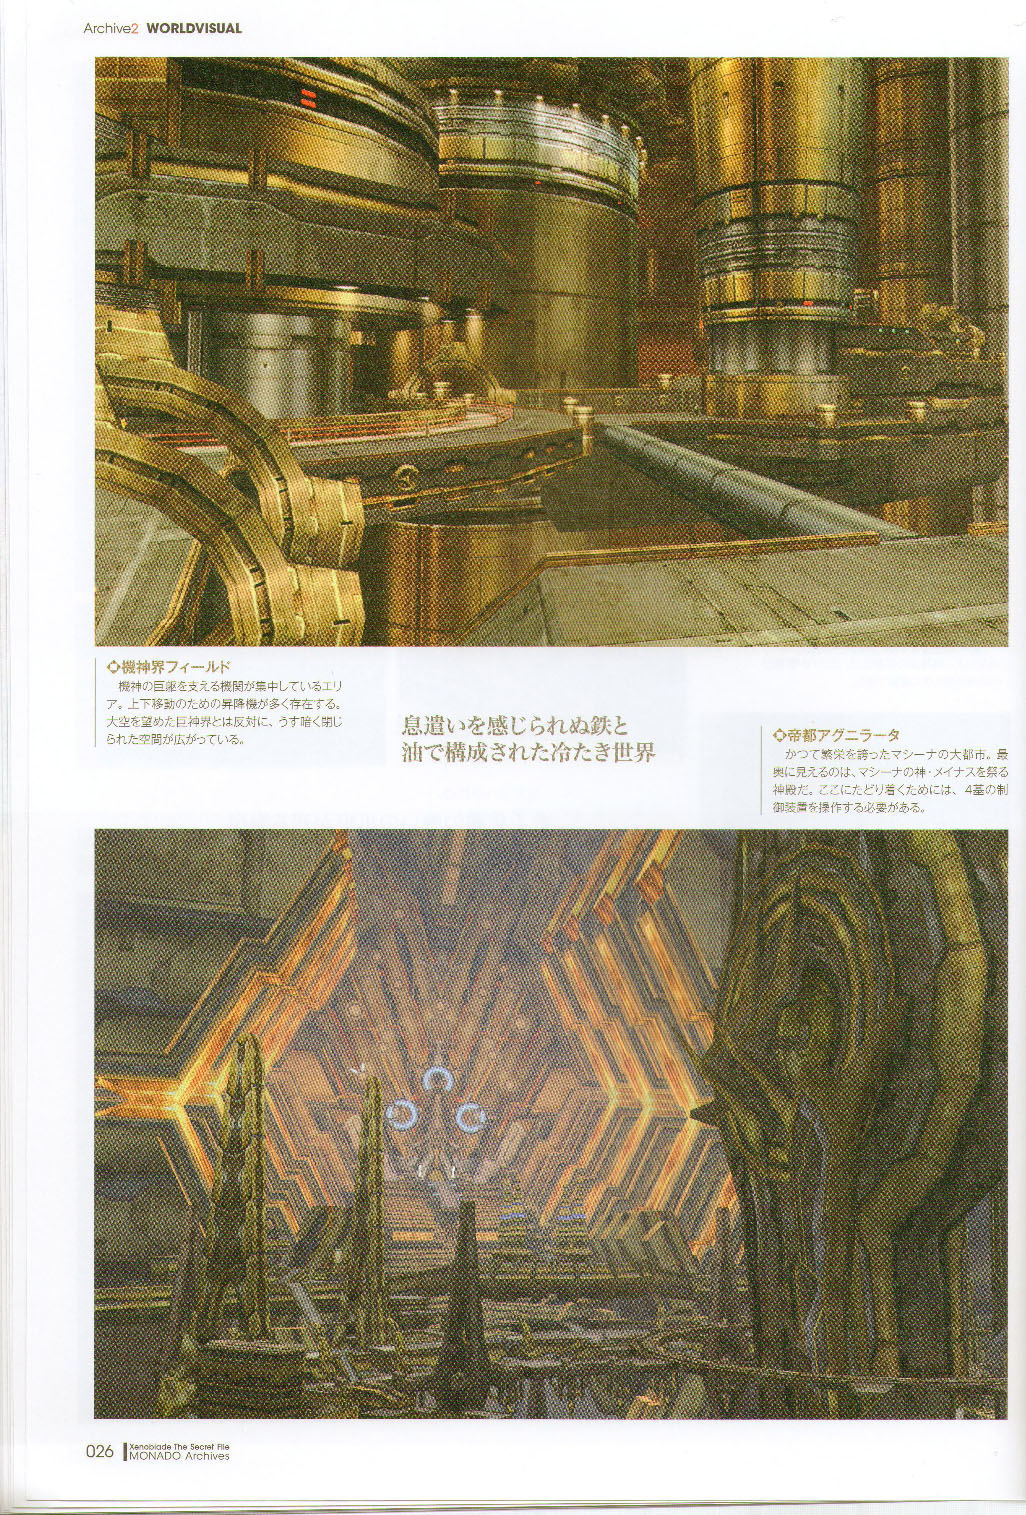 Archive2 WORLDVISUAL
機神界フィールド
機神の巨躯を支える機関が集中しているエリ
ア。上下移動のための昇降機が多く存在する。
大空を望めた巨神界とは反対に、うす暗く閉じ
られた空間が広がっている。
息遣いを感じられぬ鉄と
油で構成された冷たき世界
帝都アグニラータ
かつて繁栄を誇ったマシーナの大都市。最
奥に見えるのは、マシーナの神・メイナスを祭る
神殿だ。ここにたどり着くためには、4基の制
御装置を操作する必要がある。
026 Xenoblade The Secret File
MONADO Archives